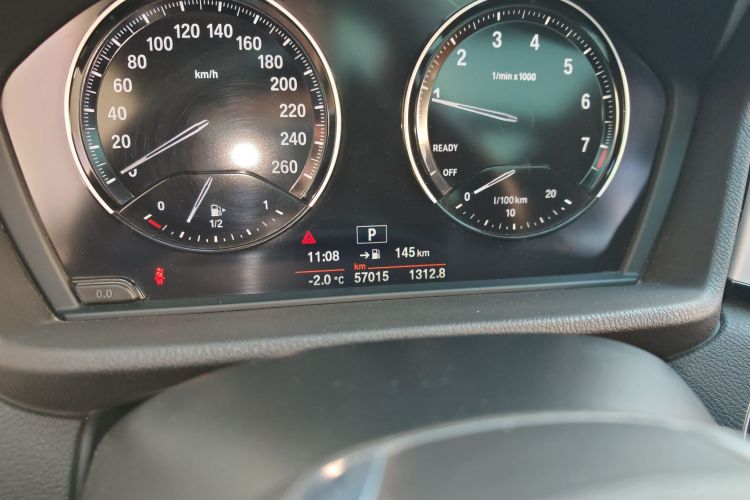 0 20 40 60 80 100 120 140 160 180 200 220 240 260
km/h
0 1/2 1
1 2 3 4 5 6 7
1/min x 1000
READY
OFF
0 10 20
l/100km
P
11:08 145 km
km
-2.0 °C 57015 1312.8
0.0